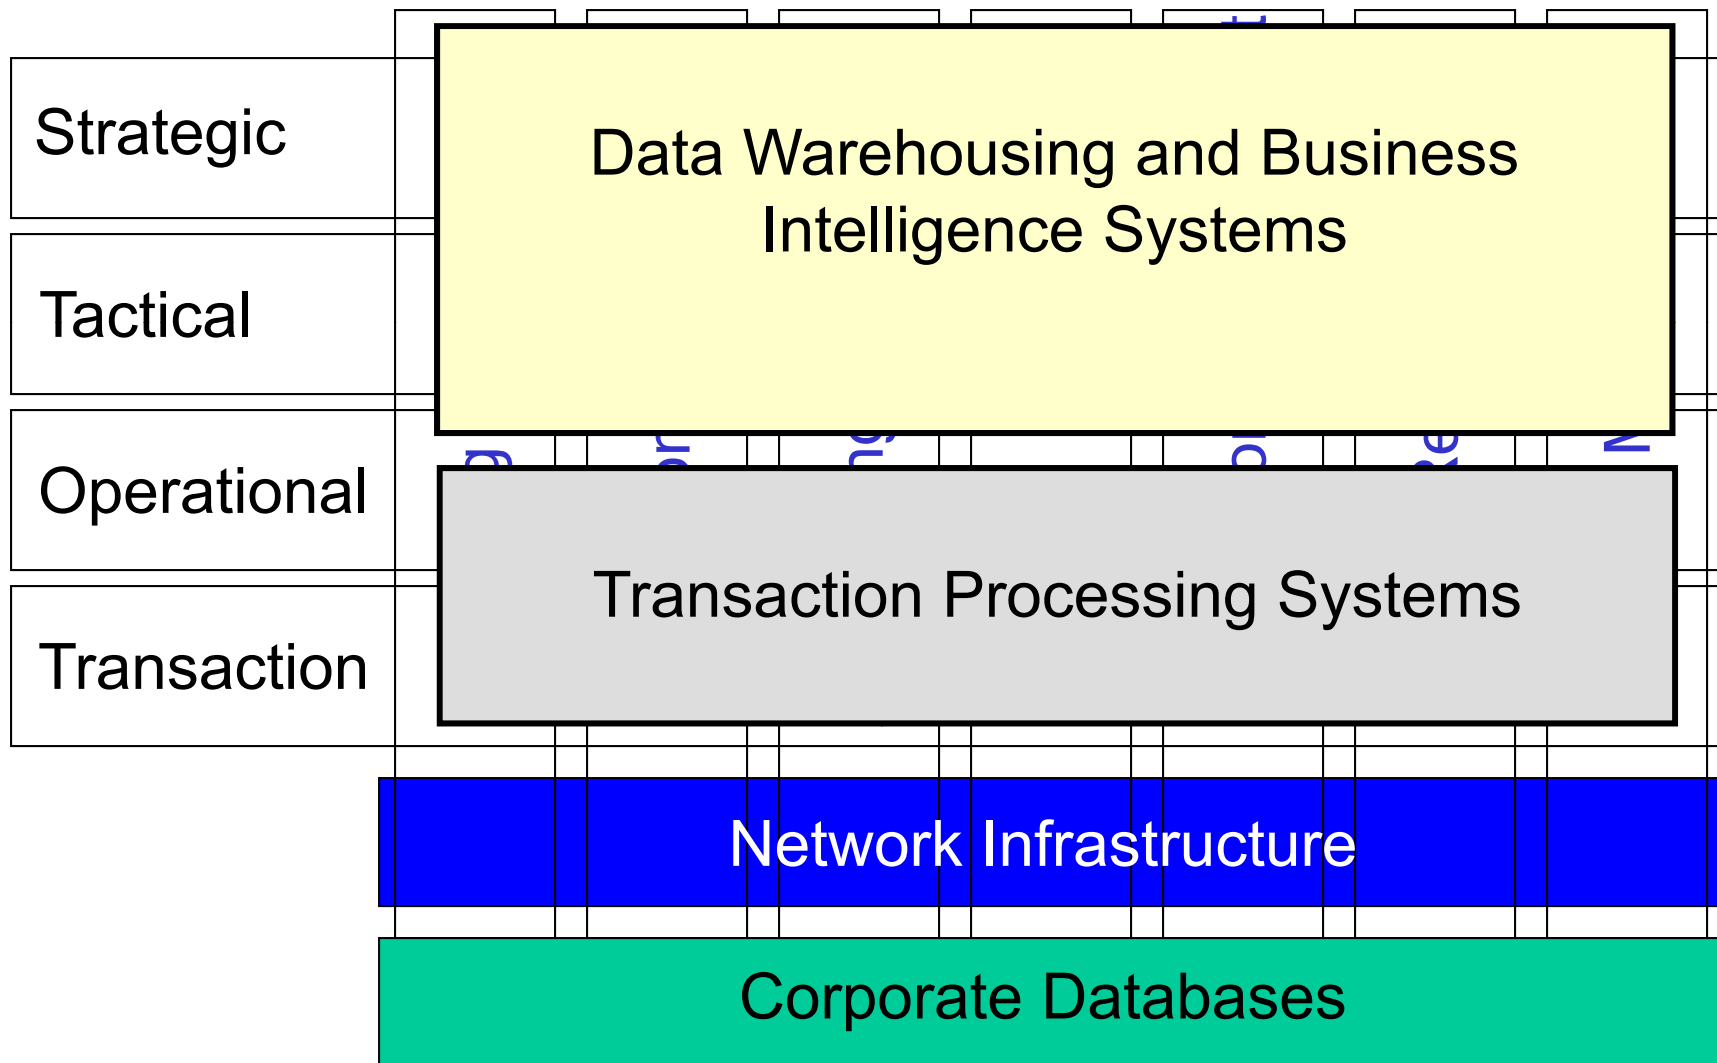 Strategic
Data Warehousing and Business
Intelligence Systems
Tactical
Operational
Transaction Processing Systems
Transaction
Network Infrastructure
Corporate Databases